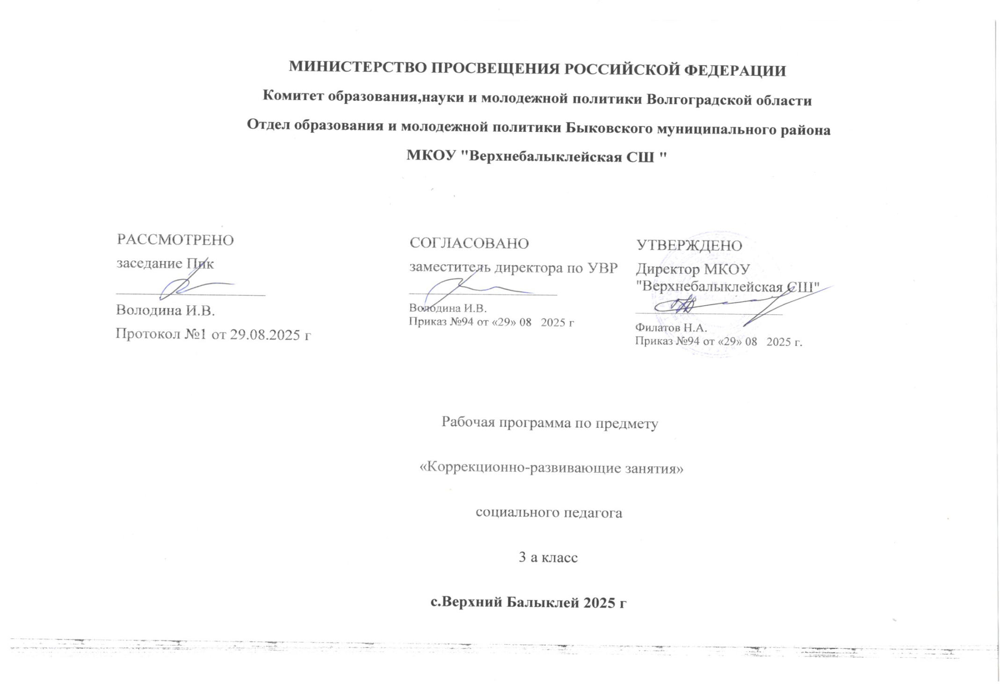 МИНИСТЕРСТВО ПРОСВЕЩЕНИЯ РОССИЙСКОЙ ФЕДЕРАЦИИ
Комитет образования,науки и молодежной политики Волгоградской области
Отдел образования и молодежной политики Быковского муниципального района
МКОУ "Верхнебалыклейская СШ "
РАССМОТРЕНО
заседание Ппк
Володина И.В.
Протокол №1 от 29.08.2025 г
СОГЛАСОВАНО
заместитель директора по УВР
Володина И.В.
Приказ №94 от «29» 08 2025 г
УТВЕРЖДЕНО
Директор МКОУ
"Верхнебалыклейская СШ"
Филатов Н.А.
Приказ №94 от «29» 08 2025 г.
Рабочая программа по предмету
«Коррекционно-развивающие занятия»
социального педагога
3 а класс
с.Верхний Балыклей 2025 г